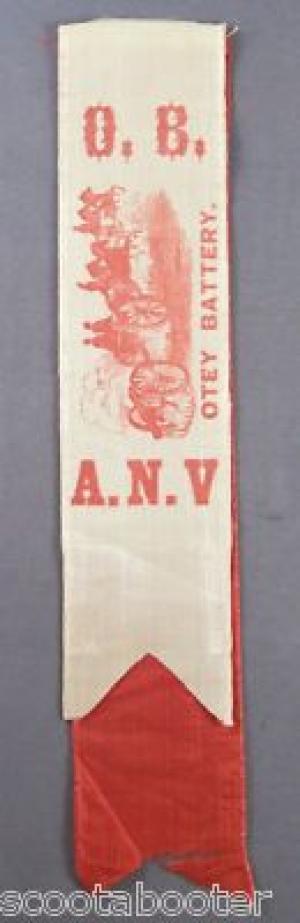 O. B.
OTEY BATTERY.
A.N.V
scootabooter